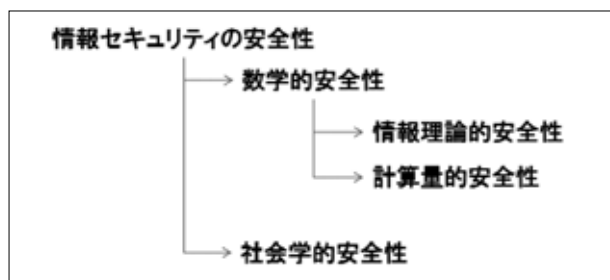 情報セキュリティの安全性
数学的安全性
情報理論的安全性
計算量的安全性
社会学的安全性